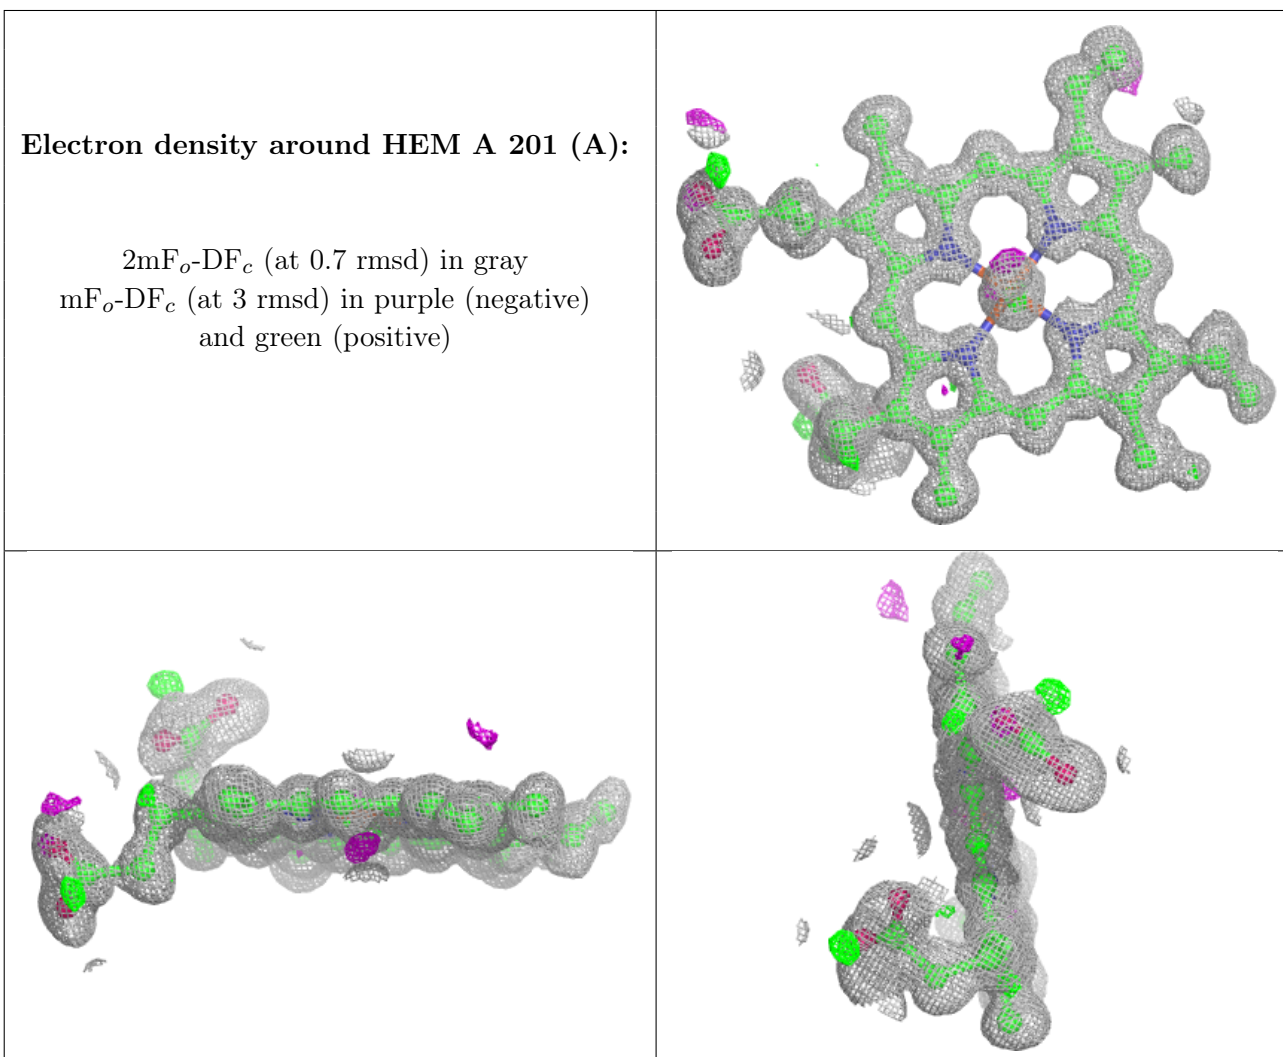 Electron density around HEM A 201 (A):
2mFo-DFc (at 0.7 rmsd) in gray
mFo-DFc (at 3 rmsd) in purple (negative)
and green (positive)